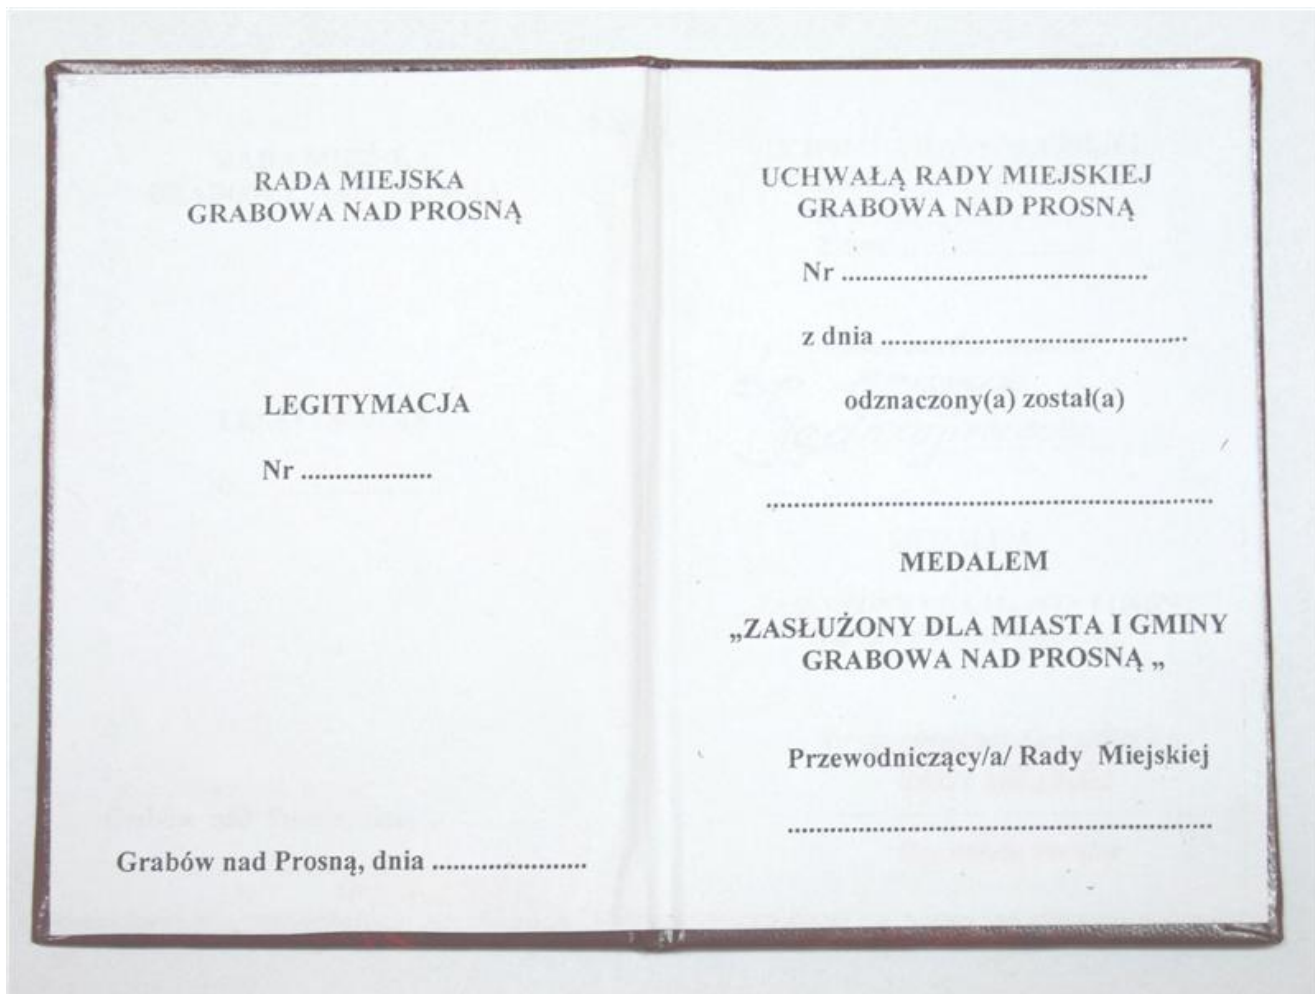 RADA MIEJSKA
GRABOWA NAD PROSNĄ
LEGITYMACJA
Nr ...................
Grabów nad Prosną, dnia ......................
UCHWAŁĄ RADY MIEJSKIEJ
GRABOWA NAD PROSNĄ
Nr ............................................
z dnia ............................................
odznaczony(a) został(a)
................................................................
MEDALEM
„ZASŁUŻONY DLA MIASTA I GMINY
GRABOWA NAD PROSNĄ „
Przewodniczący/a/ Rady Miejskiej
.............................................................